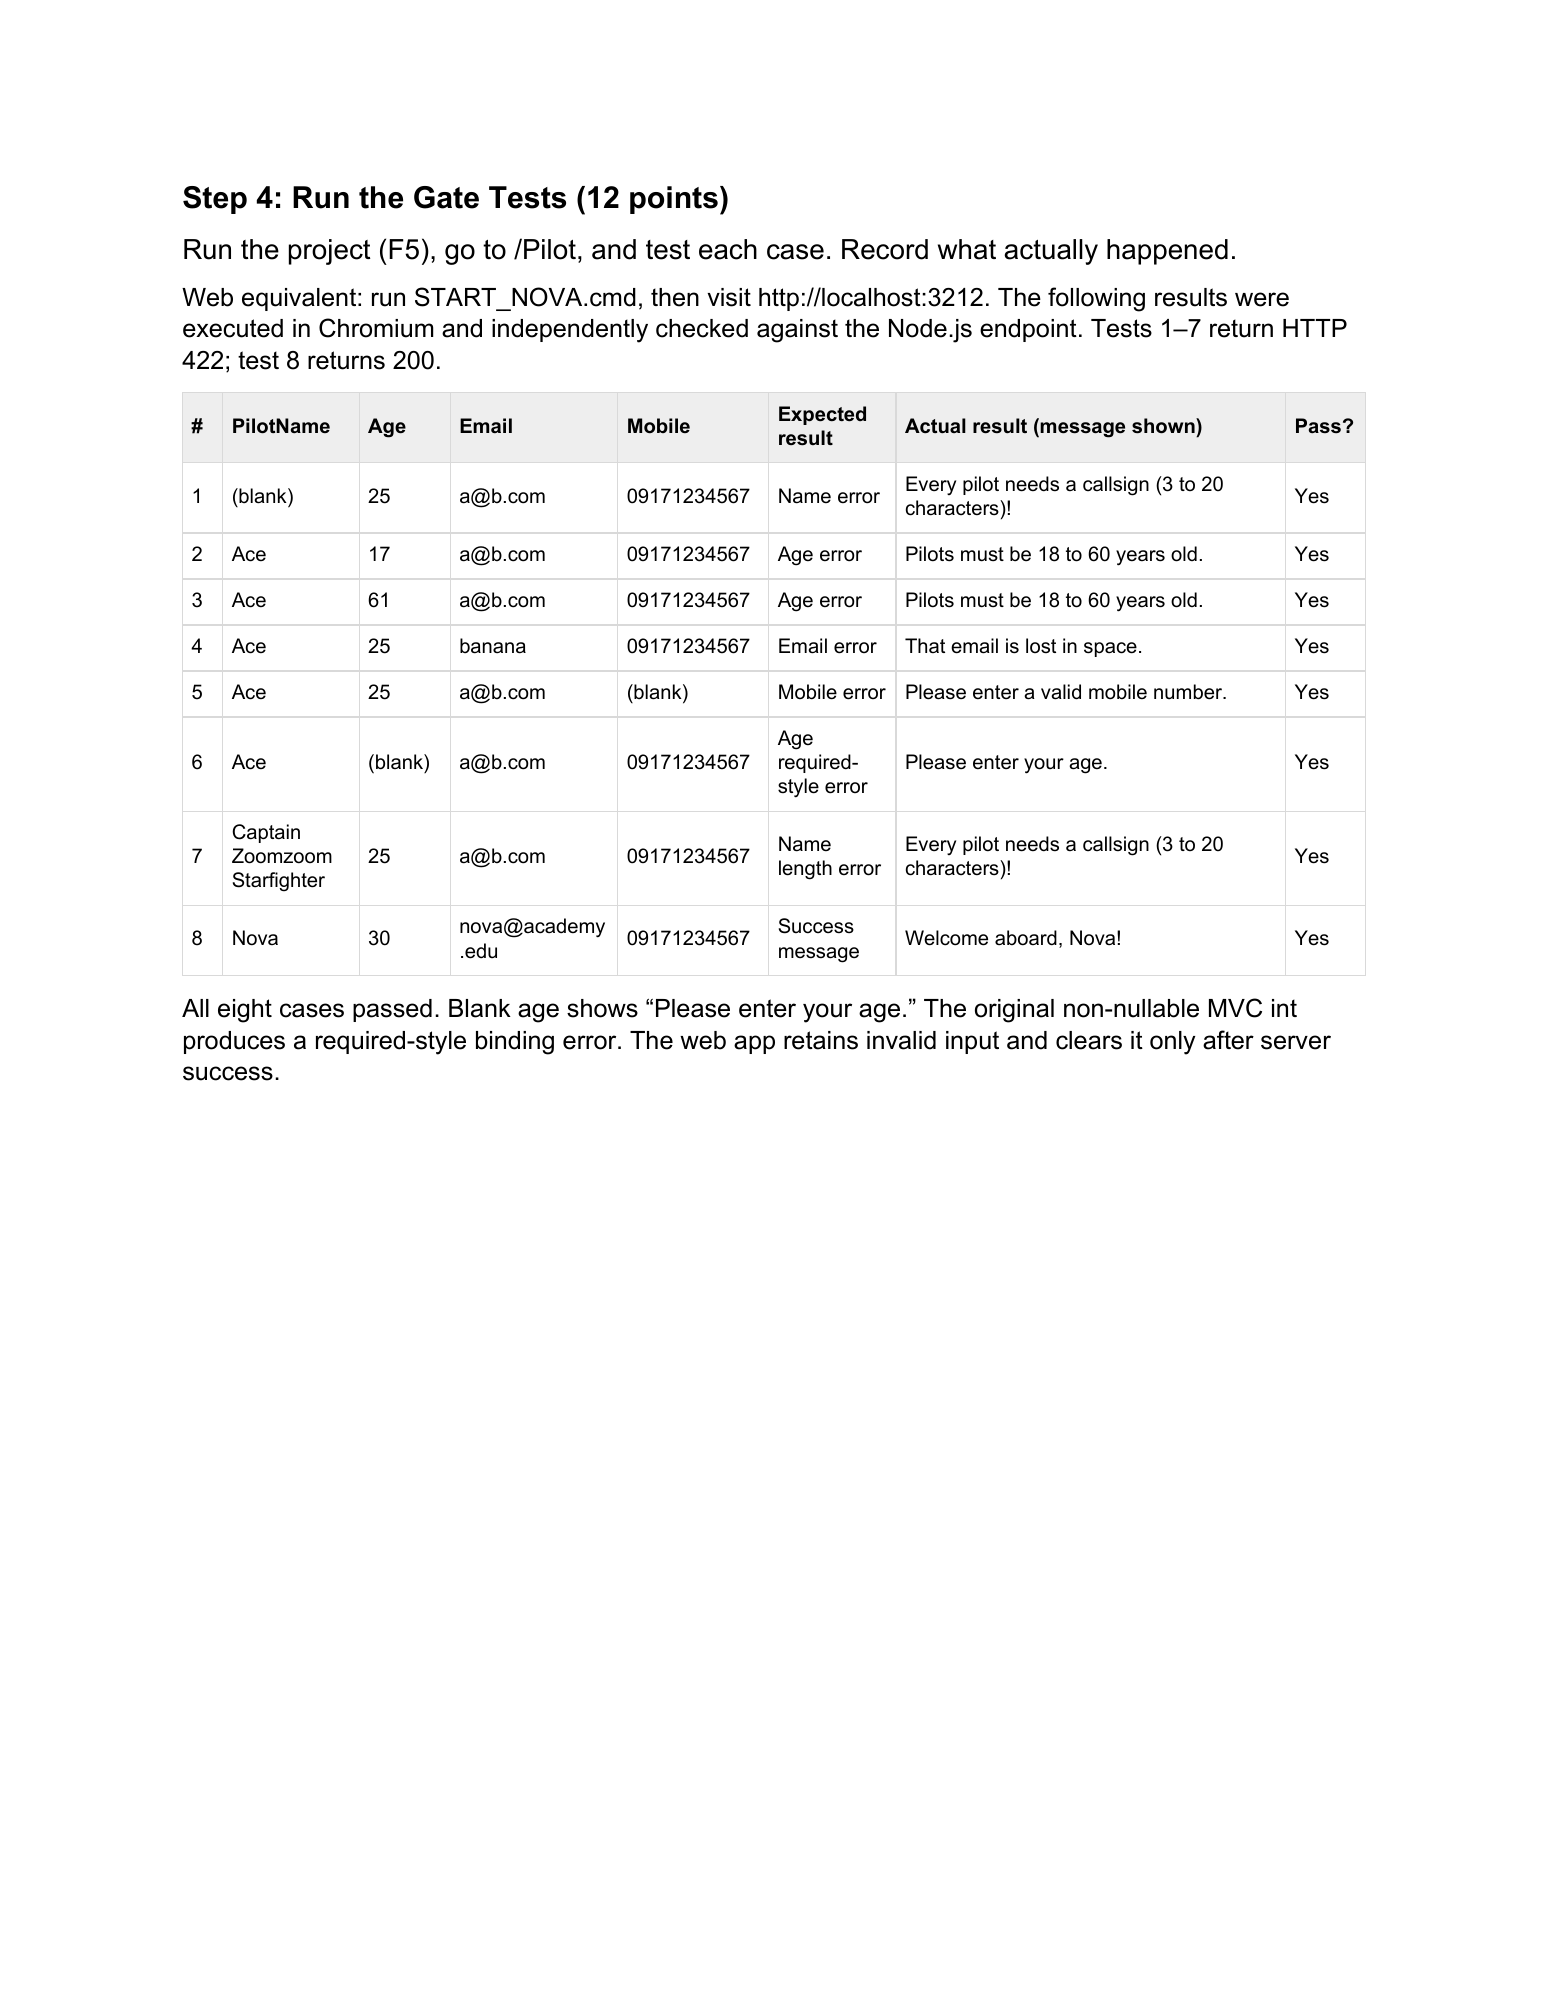 Step 4: Run the Gate Tests (12 points)
Run the project (F5), go to /Pilot, and test each case. Record what actually happened.
Web equivalent: run START_NOVA.cmd, then visit http://localhost:3212. The following results were
executed in Chromium and independently checked against the Node.js endpoint. Tests 1–7 return HTTP
422; test 8 returns 200.
# PilotName Age Email Mobile Expected result Actual result (message shown) Pass?
1 (blank) 25 a@b.com 09171234567 Name error Every pilot needs a callsign (3 to 20 characters)! Yes
2 Ace 17 a@b.com 09171234567 Age error Pilots must be 18 to 60 years old. Yes
3 Ace 61 a@b.com 09171234567 Age error Pilots must be 18 to 60 years old. Yes
4 Ace 25 banana 09171234567 Email error That email is lost in space. Yes
5 Ace 25 a@b.com (blank) Mobile error Please enter a valid mobile number. Yes
6 Ace (blank) a@b.com 09171234567 Age required-style error Please enter your age. Yes
7 Captain Zoomzoom Starfighter 25 a@b.com 09171234567 Name length error Every pilot needs a callsign (3 to 20 characters)! Yes
8 Nova 30 nova@academy.edu 09171234567 Success message Welcome aboard, Nova! Yes
All eight cases passed. Blank age shows “Please enter your age.” The original non-nullable MVC int
produces a required-style binding error. The web app retains invalid input and clears it only after server
success.